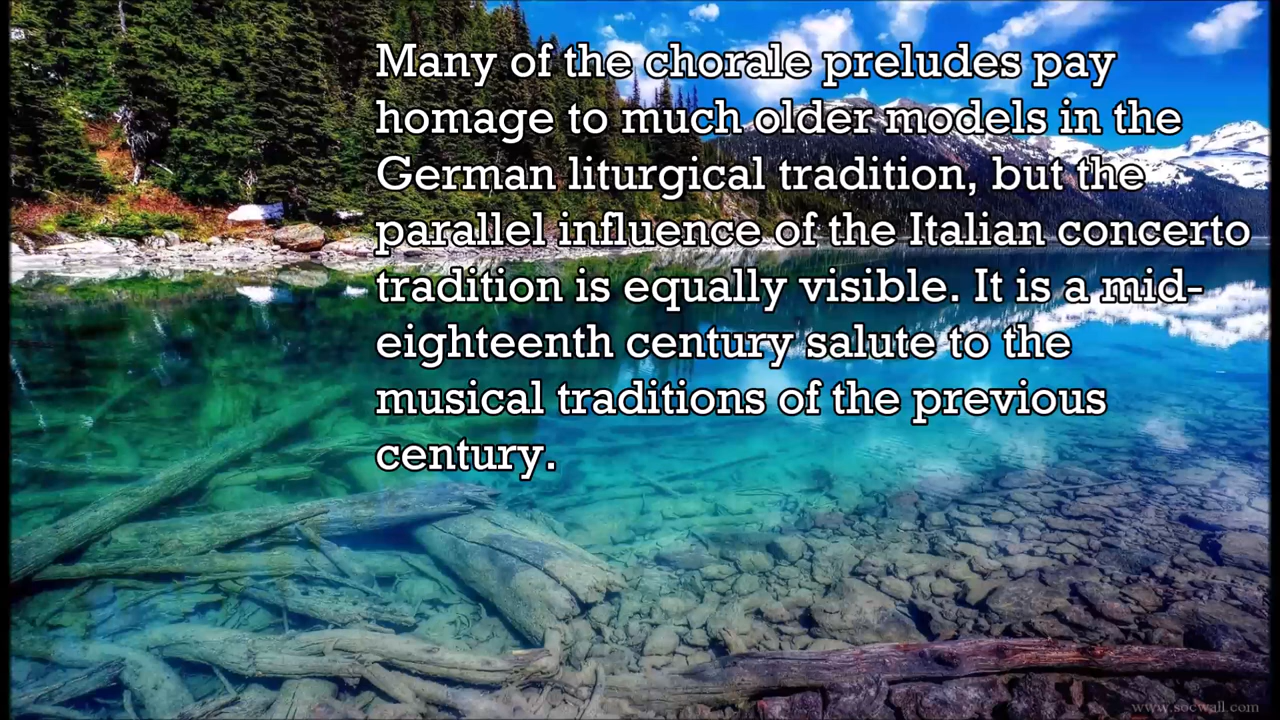 Many of the chorale preludes pay
homage to much older models in the
German liturgical tradition, but the
parallel influence of the Italian concerto
tradition is equally visible. It is a mid-
eighteenth century salute to the
musical traditions of the previous
century.
www.socwall.com